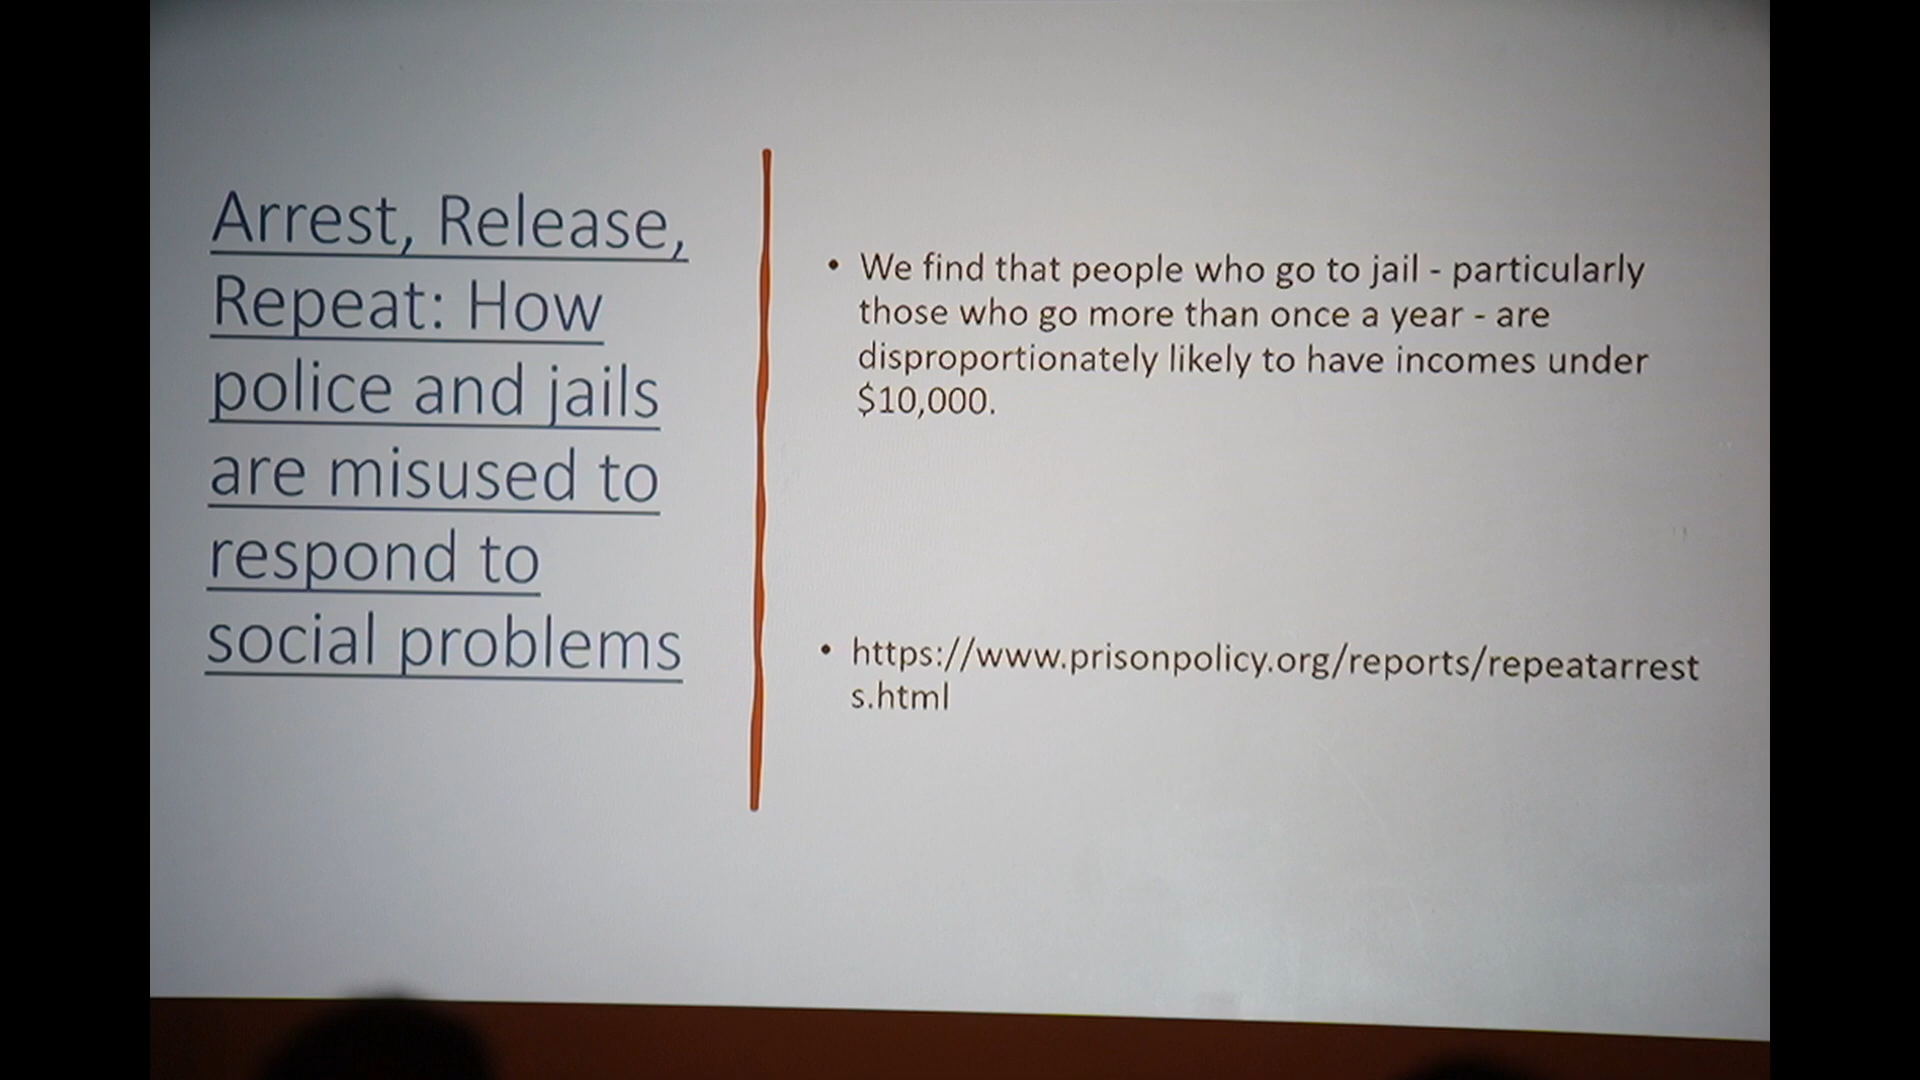 Arrest, Release,
Repeat: How
police and jails
are misused to
respond to
social problems
• We find that people who go to jail - particularly
those who go more than once a year - are
disproportionately likely to have incomes under
$10,000.
• https://www.prisonpolicy.org/reports/repeatarrest
s.html